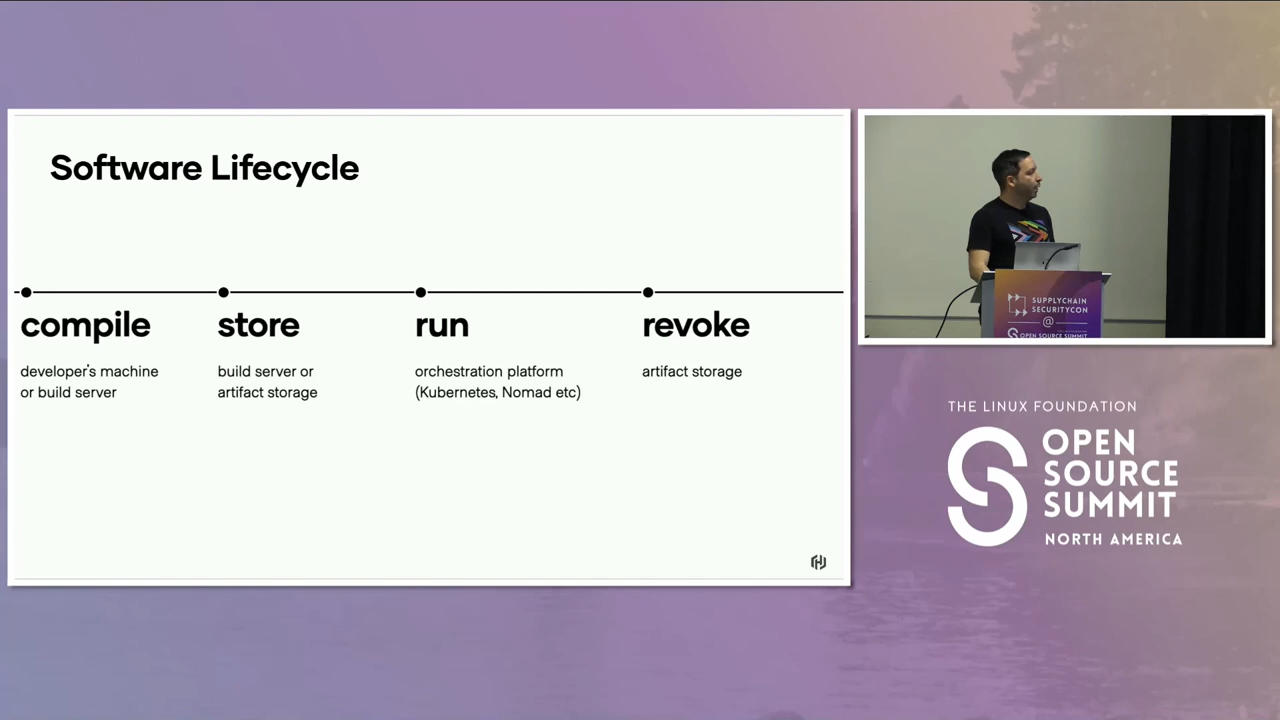 Software Lifecycle
compile
developer's machine
or build server
store
build server or
artifact storage
run
orchestration platform
(Kubernetes, Nomad etc)
revoke
artifact storage
SUPPLYCHAIN
SECURITYCON
@
OPEN SOURCE SUMMIT
THE LINUX FOUNDATION
OPEN
SOURCE
SUMMIT
NORTH AMERICA